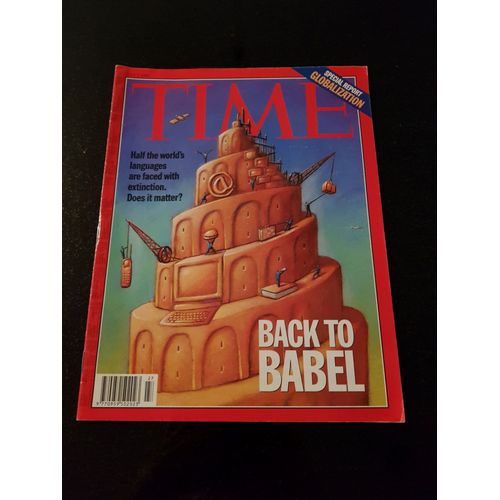 SPECIAL REPORT
GLOBALIZATION
TIME
Half the world's
languages
are faced with
extinction.
Does it matter?
@
BACK TO
BABEL